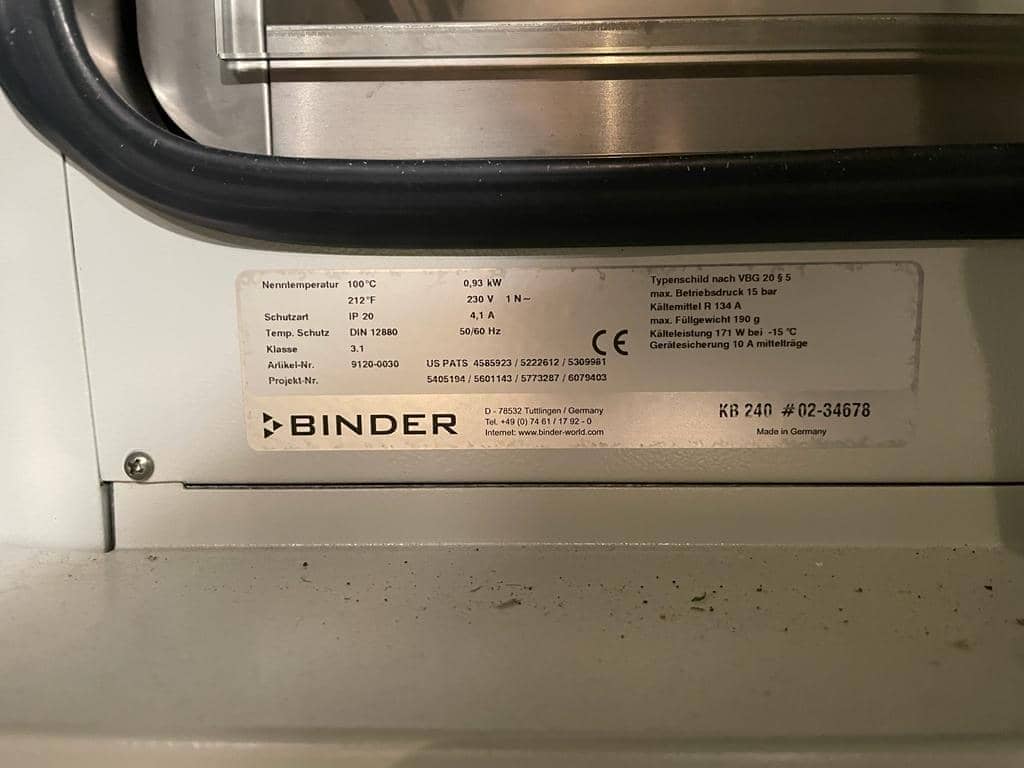 Nenntemperatur 100°C 0,93 kW
212°F 230 V 1 N~
Schutzart IP 20 4,1 A
Temp. Schutz DIN 12880 50/60 Hz
Klasse 3.1
Artikel-Nr. 9120-0030 US PATS 4585923 / 5222612 / 5309981
Projekt-Nr. 5405194 / 5601143 / 5773287 / 6079403
CE
Typenschild nach VBG 20 § 5
max. Betriebsdruck 15 bar
Kältemittel R 134 A
max. Füllgewicht 190 g
Kälteleistung 171 W bei -15 °C
Gerätesicherung 10 A mittelträge
BINDER
D - 78532 Tuttlingen / Germany
Tel. +49 (0) 74 61 / 17 92 - 0
Internet: www.binder-world.com
KB 240 #02-34678
Made in Germany